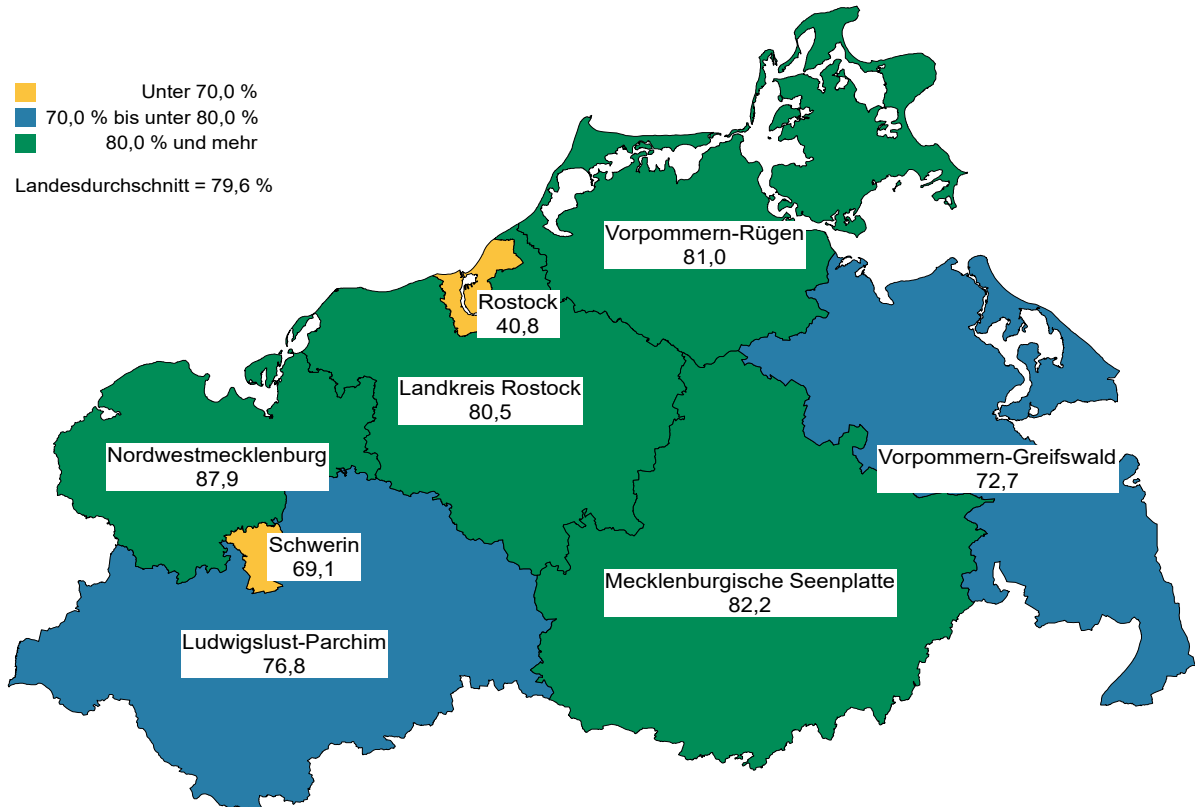 Unter 70,0 %
70,0 % bis unter 80,0 %
80,0 % und mehr
Landesdurchschnitt = 79,6 %
Vorpommern-Rügen
81,0
Rostock
40,8
Landkreis Rostock
80,5
Nordwestmecklenburg
87,9
Vorpommern-Greifswald
72,7
Schwerin
69,1
Mecklenburgische Seenplatte
82,2
Ludwigslust-Parchim
76,8